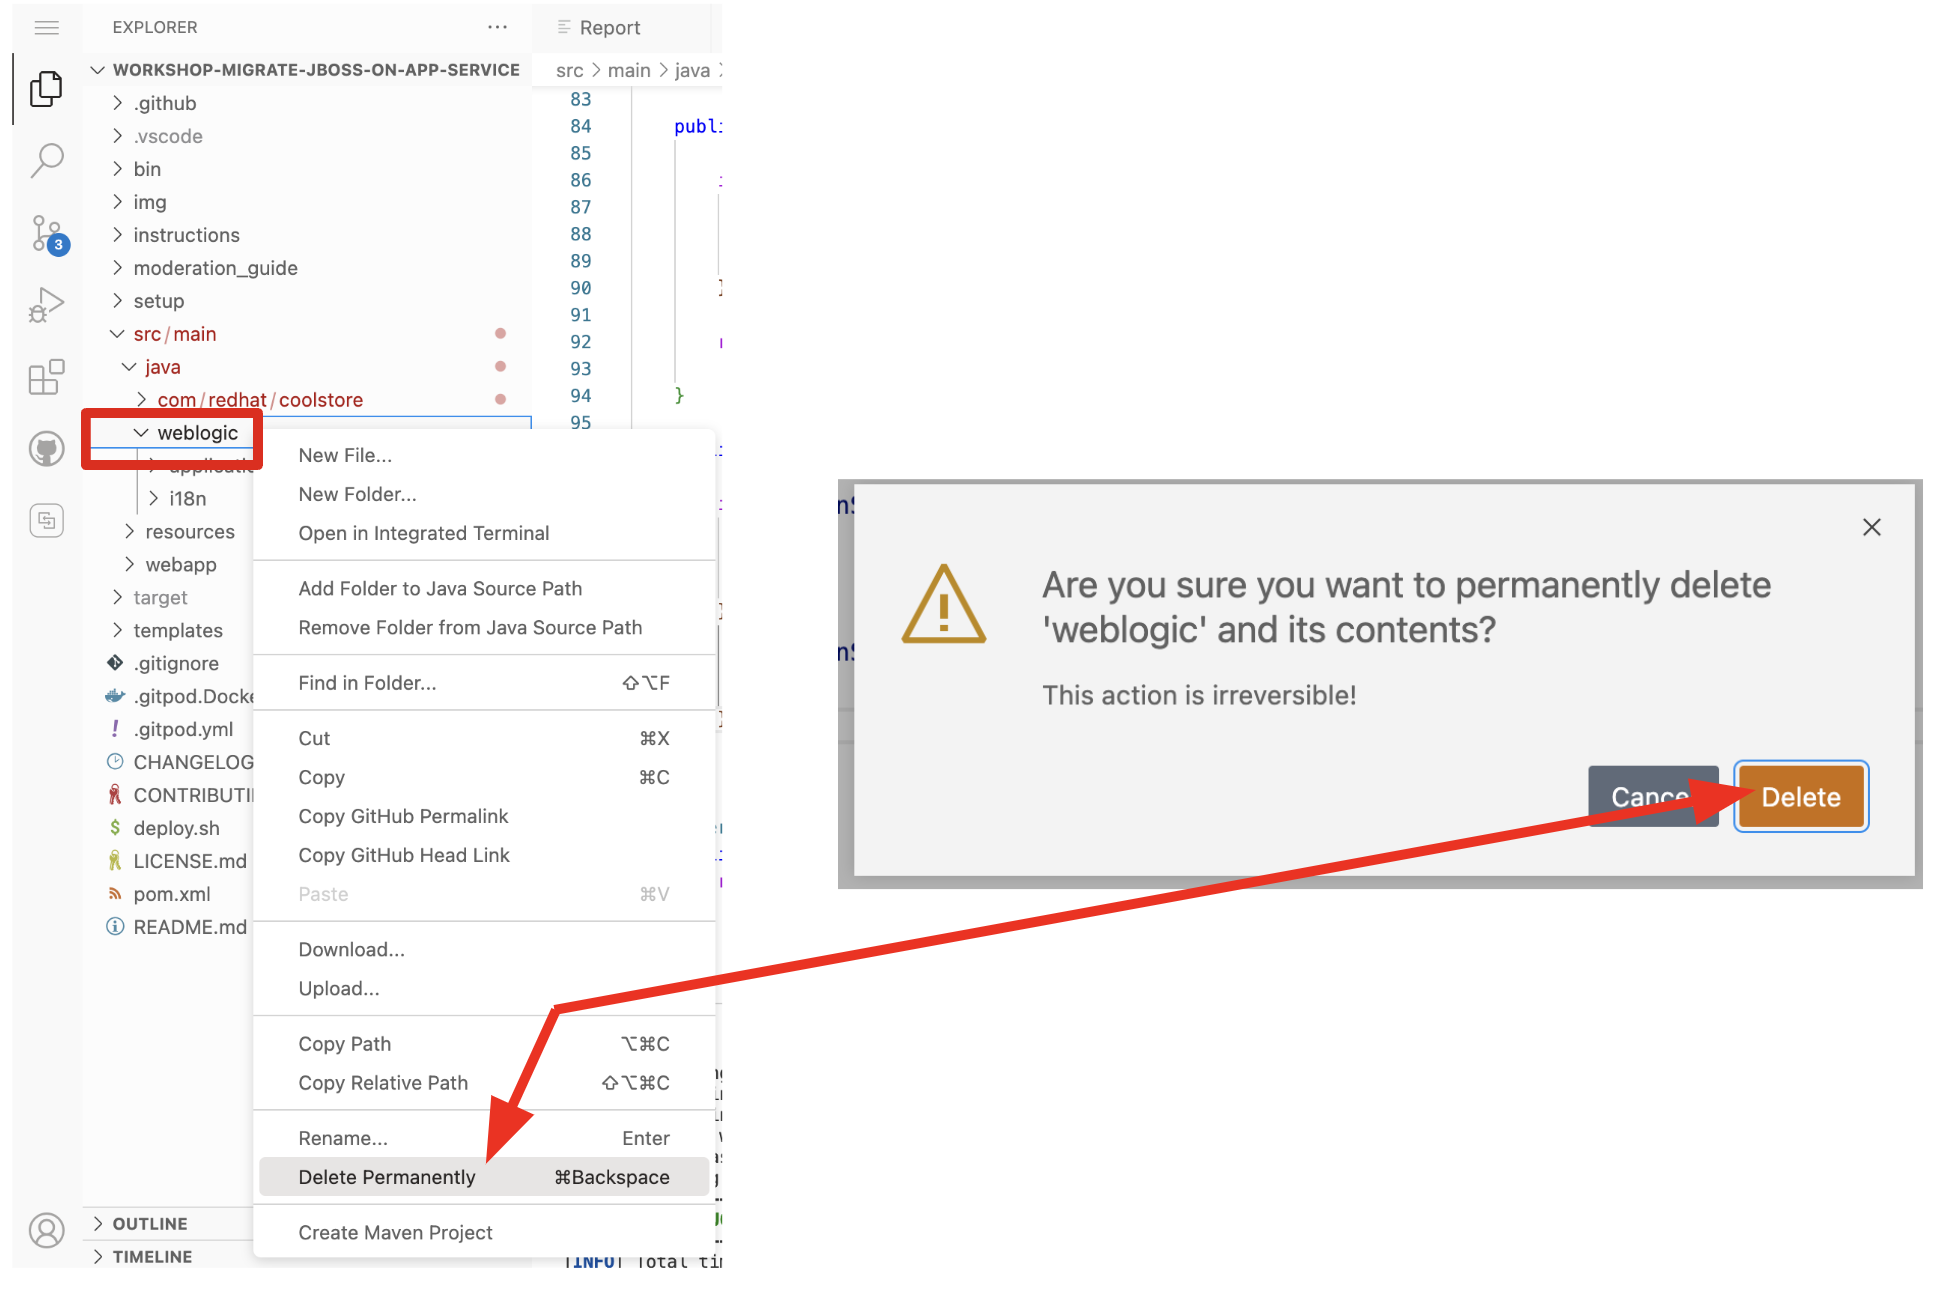 EXPLORER
WORKSHOP-MIGRATE-JBOSS-ON-APP-SERVICE
.github
.vscode
bin
img
instructions
moderation_guide
setup
src/main
java
com/redhat/coolstore
weblogic
i18n
resources
webapp
target
templates
.gitignore
.gitpod.Docke
.gitpod.yml
CHANGELOG
CONTRIBUTI
deploy.sh
LICENSE.md
pom.xml
README.md
OUTLINE
TIMELINE
3
Report
src > main > java
83
84 publi
85
86
87
88
89
90
91
92
93
94 }
95
New File...
New Folder...
Open in Integrated Terminal
Add Folder to Java Source Path
Remove Folder from Java Source Path
Find in Folder... ⇧⌥F
Cut ⌘X
Copy ⌘C
Copy GitHub Permalink
Copy GitHub Head Link
Paste ⌘V
Download...
Upload...
Copy Path ⌥⌘C
Copy Relative Path ⇧⌥⌘C
Rename... Enter
Delete Permanently ⌘Backspace
Create Maven Project
[INFO] Total tim
Are you sure you want to permanently delete
'weblogic' and its contents?
This action is irreversible!
Cance
Delete